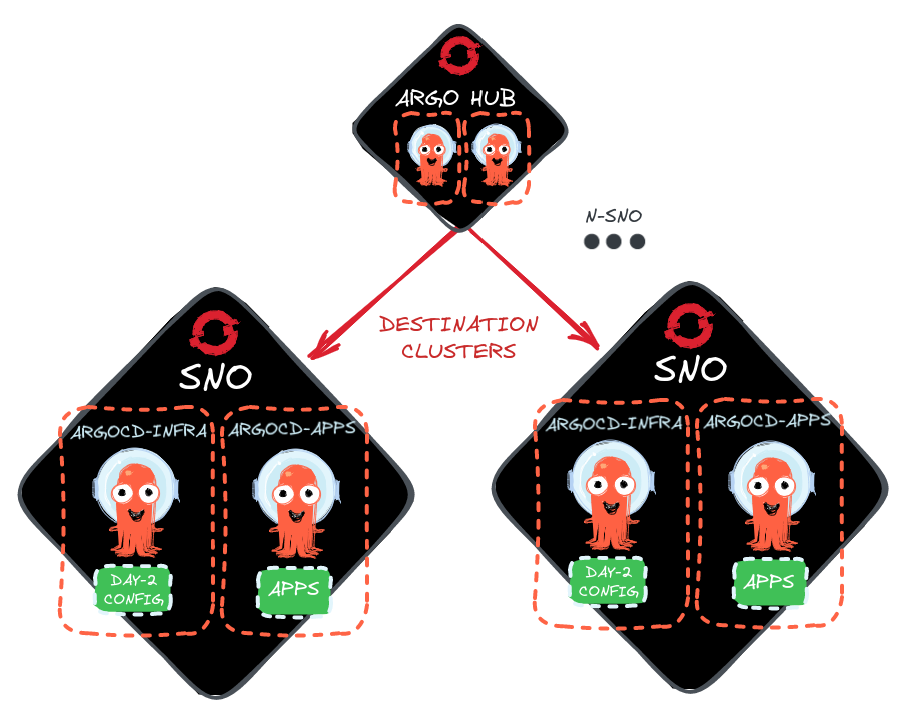 ARGO HUB
N-SNO
DESTINATION
CLUSTERS
SNO
ARGOCD-INFRA
ARGOCD-APPS
DAY-2
CONFIG
APPS
SNO
ARGOCD-INFRA
ARGOCD-APPS
DAY-2
CONFIG
APPS